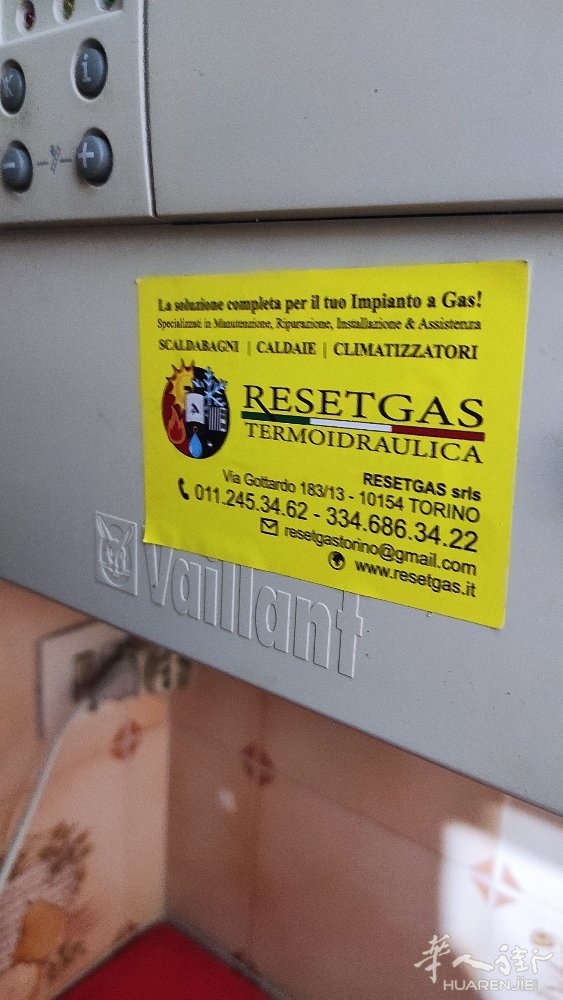 i
- +
La soluzione completa per il tuo Impianto a Gas!
Specializzati in Manutenzione, Riparazione, Installazione & Assistenza
SCALDABAGNI | CALDAIE | CLIMATIZZATORI
RESETGAS
TERMOIDRAULICA
RESETGAS srls
Via Gottardo 183/13 - 10154 TORINO
011.245.34.62 - 334.686.34.22
resetgastorino@gmail.com
www.resetgas.it
Vaillant
華人街
HUARENJIE